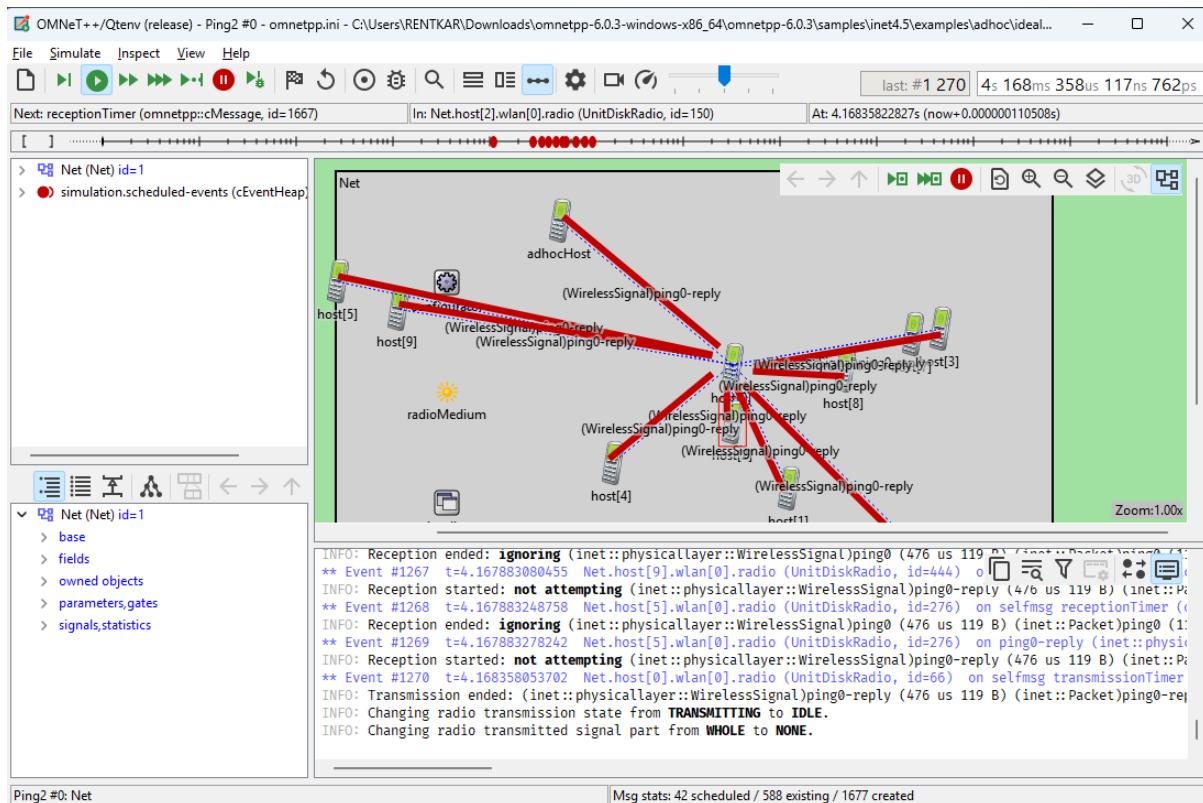 OMNeT++/Qtenv (release) - Ping2 #0 - omnetpp.ini - C:\Users\RENTKAR\Downloads\omnetpp-6.0.3-windows-x86_64\omnetpp-6.0.3\samples\inet4.5\examples\adhoc\ideal...
File Simulate Inspect View Help
last: #1 270 4s 168ms 358us 117ns 762ps
Next: receptionTimer (omnetpp::cMessage, id=1667) In: Net.host[2].wlan[0].radio (UnitDiskRadio, id=150) At: 4.16835822827s (now+0.000000110508s)
[ ]
Net (Net) id=1
simulation.scheduled-events (cEventHeap)
Net
3D
adhocHost
(WirelessSignal)ping0-reply
host[5]
(WirelessSignal)ping0-reply
host[9]
(WirelessSignal)ping0-reply
host[3]
(WirelessSignal)ping0-reply
(WirelessSignal)ping0-reply
host[8]
radioMedium
(WirelessSignal)ping0-reply
(WirelessSignal)ping0-reply
(WirelessSignal)ping0-reply
host[4]
(WirelessSignal)ping0-reply
host[1]
Zoom:1.00x
Net (Net) id=1
base
fields
owned objects
parameters,gates
signals,statistics
INFO: Reception ended: ignoring (inet::physicallayer::WirelessSignal)ping0 (476 us 119 B) (inet::Packet)ping0 (11
** Event #1267 t=4.167883080455 Net.host[9].wlan[0].radio (UnitDiskRadio, id=444)
INFO: Reception started: not attempting (inet::physicallayer::WirelessSignal)ping0-reply (476 us 119 B) (inet::Pa
** Event #1268 t=4.167883248758 Net.host[5].wlan[0].radio (UnitDiskRadio, id=276) on selfmsg receptionTimer (
INFO: Reception ended: ignoring (inet::physicallayer::WirelessSignal)ping0 (476 us 119 B) (inet::Packet)ping0 (11
** Event #1269 t=4.167883278242 Net.host[5].wlan[0].radio (UnitDiskRadio, id=276) on ping0-reply (inet::physic
INFO: Reception started: not attempting (inet::physicallayer::WirelessSignal)ping0-reply (476 us 119 B) (inet::Pa
** Event #1270 t=4.168358053702 Net.host[0].wlan[0].radio (UnitDiskRadio, id=66) on selfmsg transmissionTimer
INFO: Transmission ended: (inet::physicallayer::WirelessSignal)ping0-reply (476 us 119 B) (inet::Packet)ping0-rep
INFO: Changing radio transmission state from TRANSMITTING to IDLE.
INFO: Changing radio transmitted signal part from WHOLE to NONE.
Ping2 #0: Net Msg stats: 42 scheduled / 588 existing / 1677 created